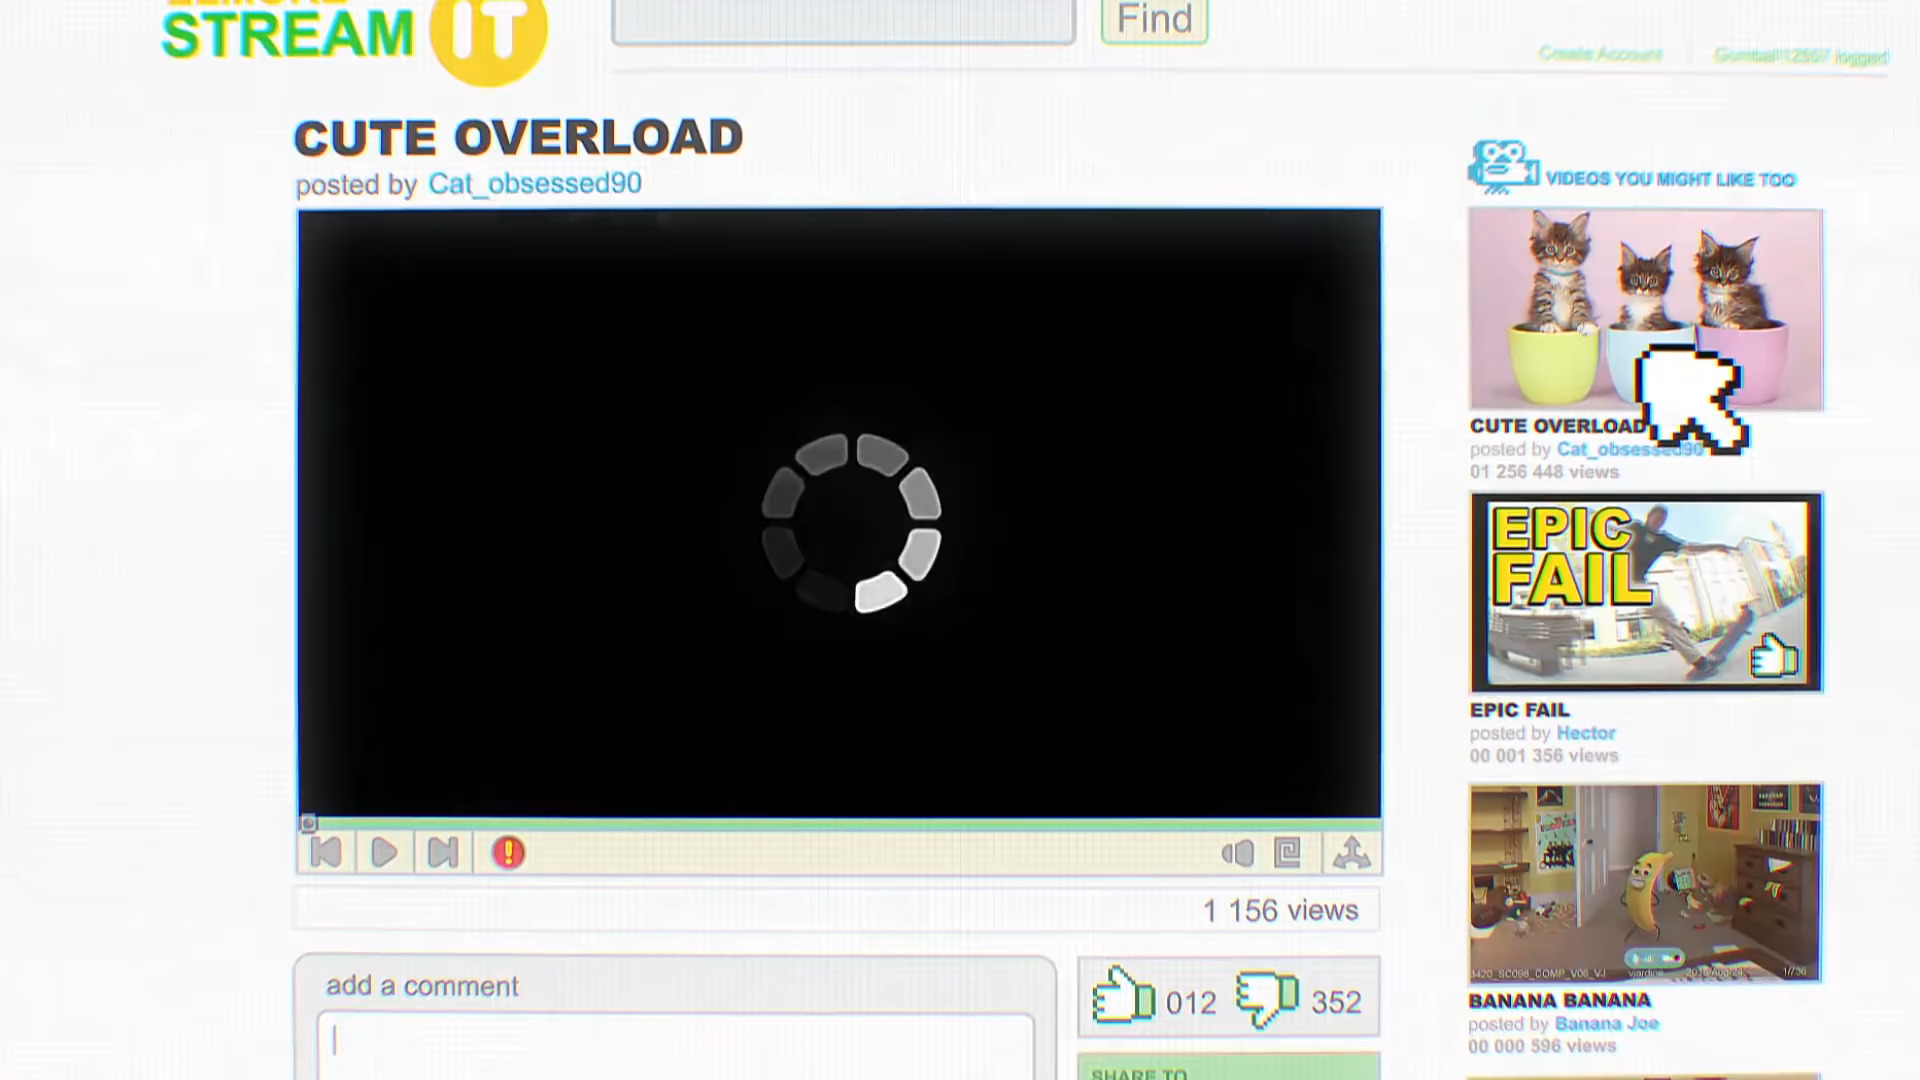 STREAM IT
Find
Create Account
Gumball12557 logged
CUTE OVERLOAD
posted by Cat_obsessed90
VIDEOS YOU MIGHT LIKE TOO
CUTE OVERLOAD
posted by Cat_obsessed90
01 256 448 views
EPIC
FAIL
EPIC FAIL
posted by Hector
00 001 356 views
BANANA BANANA
posted by Banana Joe
00 000 596 views
1 156 views
add a comment
012
352
SHARE TO